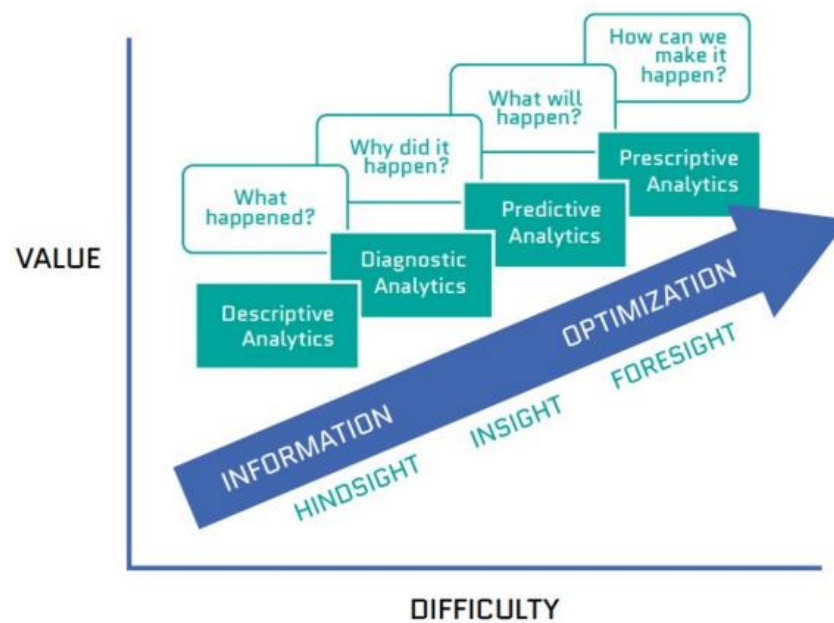 How can we
make it
happen?
What will
happen?
Why did it
happen?
What
happened?
Prescriptive
Analytics
Predictive
Analytics
Diagnostic
Analytics
Descriptive
Analytics
VALUE
INFORMATION
OPTIMIZATION
HINDSIGHT
INSIGHT
FORESIGHT
DIFFICULTY